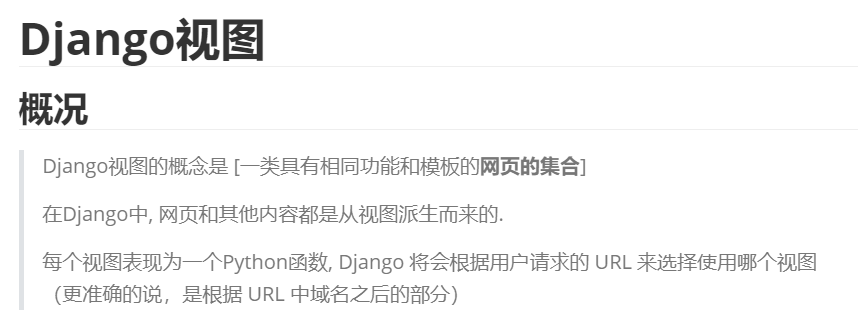 Django视图
概况
Django视图的概念是 [一类具有相同功能和模板的网页的集合]
在Django中, 网页和其他内容都是从视图派生而来的.
每个视图表现为一个Python函数, Django 将会根据用户请求的 URL 来选择使用哪个视图
（更准确的说，是根据 URL 中域名之后的部分）